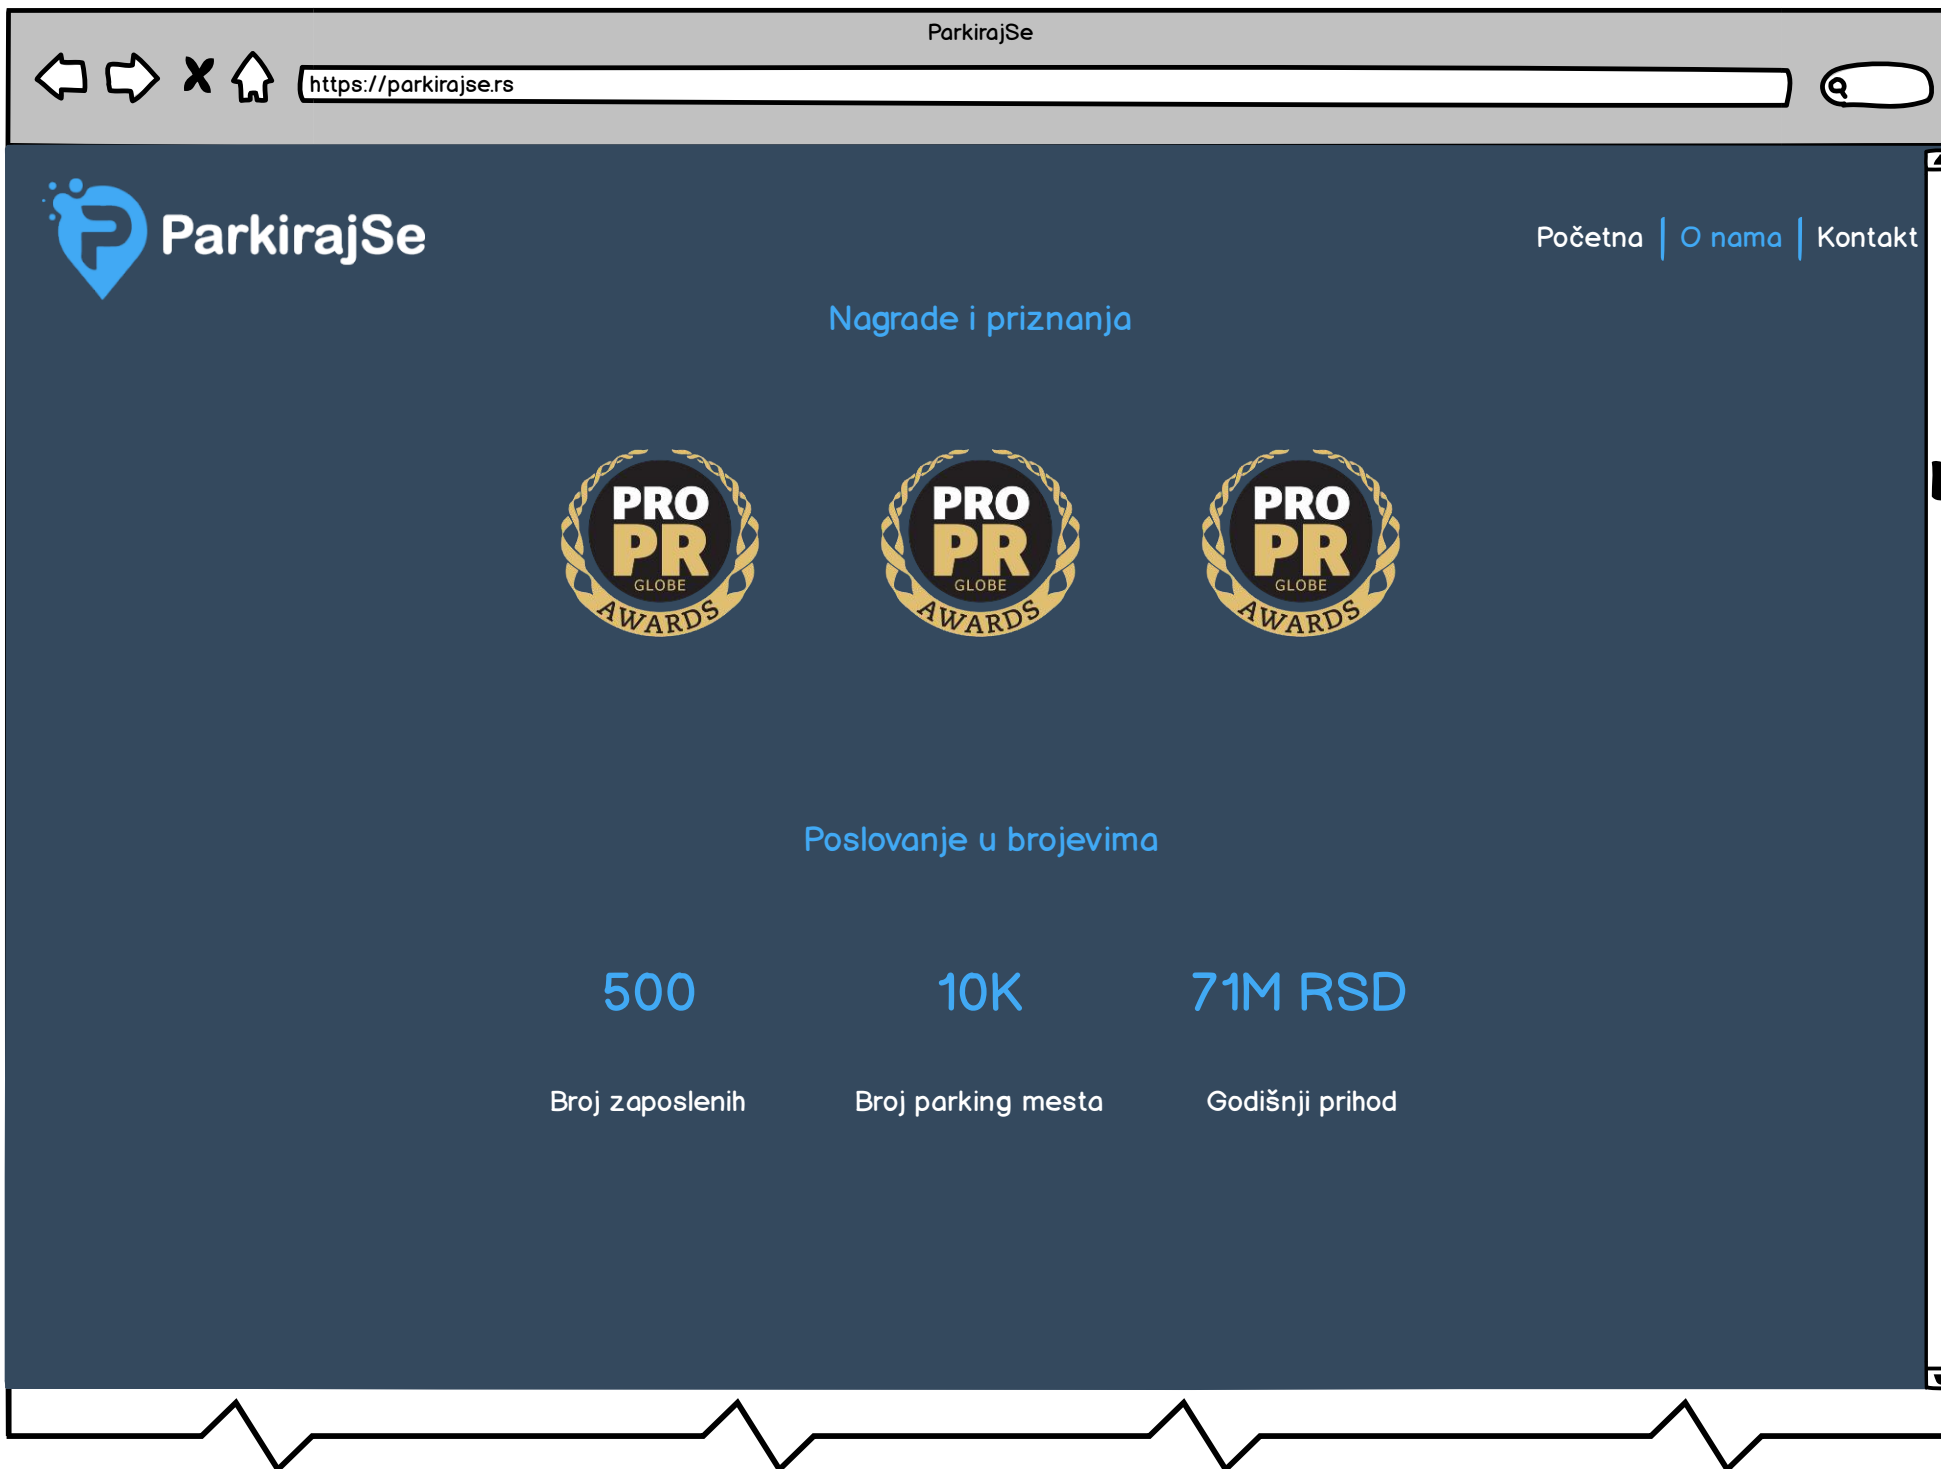 ParkirajSe
https://parkirajse.rs
ParkirajSe
Početna O nama Kontakt
Nagrade i priznanja
PRO PR GLOBE AWARDS
PRO PR GLOBE AWARDS
PRO PR GLOBE AWARDS
Poslovanje u brojevima
500 10K 71M RSD
Broj zaposlenih Broj parking mesta Godišnji prihod